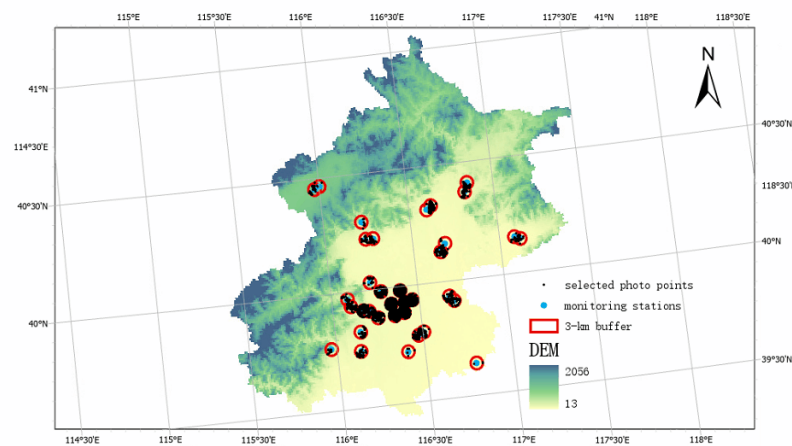 115°E 115°30′E 116°E 116°30′E 117°E 117°30′E 41°N 118°E 118°30′E
41°N
N
40°30′N
114°30′E
118°30′E
40°30′N
40°N
selected photo points
monitoring stations
40°N
3-km buffer
DEM
39°30′N
2056
13
114°30′E 115°E 115°30′E 116°E 116°30′E 117°E 117°30′E 118°E